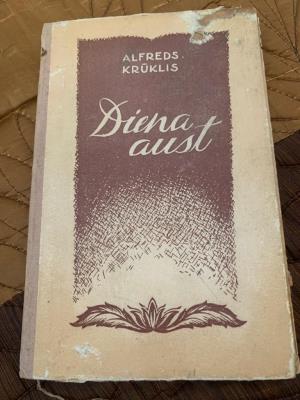 ALFREDS
KRŪKLIS
Diena
aust